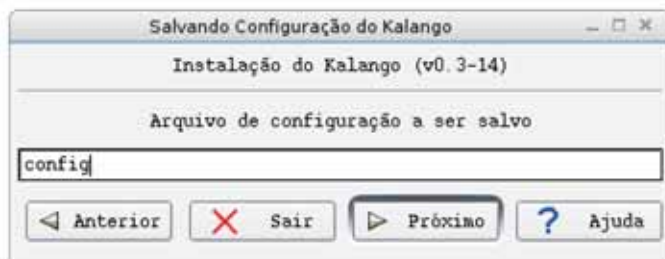 Salvando Configuração do Kalango
Instalação do Kalango (v0.3-14)
Arquivo de configuração a ser salvo
config
Anterior Sair Próximo Ajuda